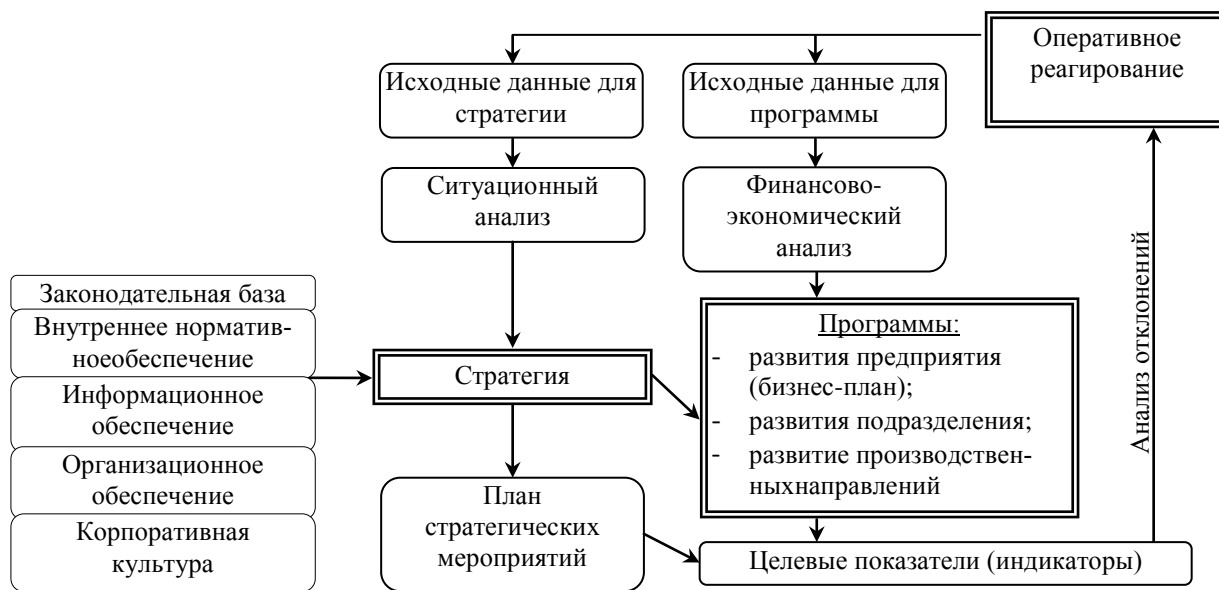 Оперативное
реагирование
Исходные данные для
стратегии
Исходные данные для
программы
Ситуационный
анализ
Финансово-
экономический
анализ
Законодательная база
Внутреннее норматив-
ноеобеспечение
Информационное
обеспечение
Организационное
обеспечение
Корпоративная
культура
Стратегия
Программы:
- развития предприятия
(бизнес-план);
- развития подразделения;
- развитие производствен-
ныхнаправлений
Анализ отклонений
План
стратегических
мероприятий
Целевые показатели (индикаторы)